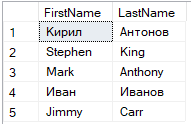 FirstName LastName
1 Кирил Антонов
2 Stephen King
3 Mark Anthony
4 Иван Иванов
5 Jimmy Carr